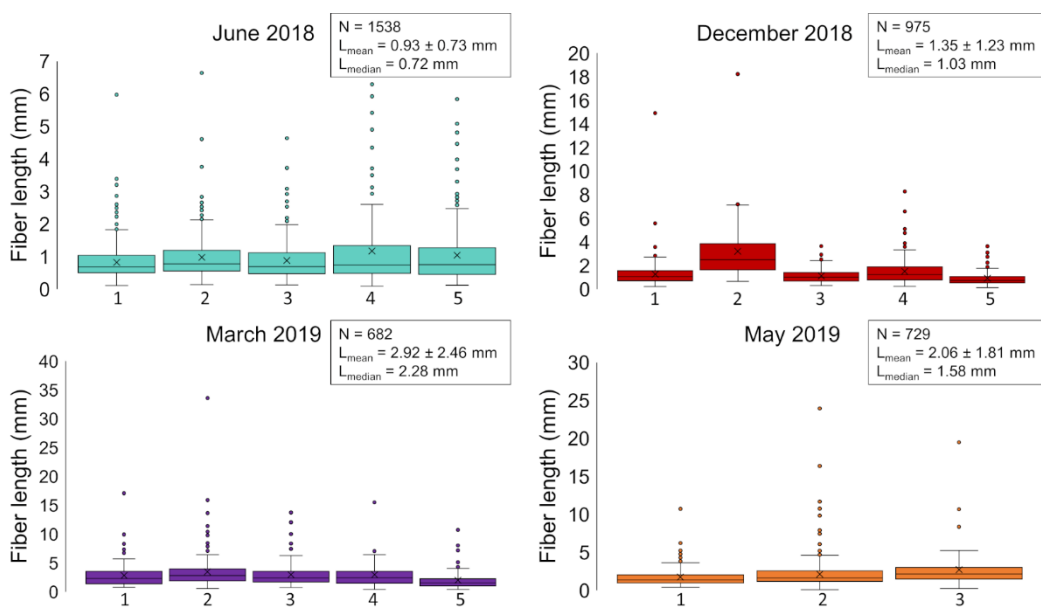 June 2018
N = 1538
Lmean = 0.93 ± 0.73 mm
Lmedian = 0.72 mm
Fiber length (mm)
7
6
5
4
3
2
1
0
1 2 3 4 5
December 2018
N = 975
Lmean = 1.35 ± 1.23 mm
Lmedian = 1.03 mm
Fiber length (mm)
20
18
16
14
12
10
8
6
4
2
0
1 2 3 4 5
March 2019
N = 682
Lmean = 2.92 ± 2.46 mm
Lmedian = 2.28 mm
Fiber length (mm)
40
35
30
25
20
15
10
5
0
1 2 3 4 5
May 2019
N = 729
Lmean = 2.06 ± 1.81 mm
Lmedian = 1.58 mm
Fiber length (mm)
30
25
20
15
10
5
0
1 2 3